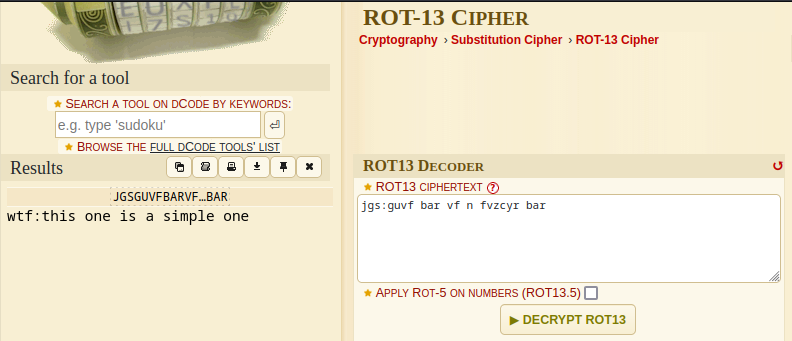 ROT-13 CIPHER
Cryptography › Substitution Cipher › ROT-13 Cipher
Search for a tool
★ SEARCH A TOOL ON DCODE BY KEYWORDS:
e.g. type 'sudoku'
★ BROWSE THE FULL DCODE TOOLS' LIST
Results
JGSGUVFBARVF…BAR
wtf:this one is a simple one
ROT13 DECODER
★ ROT13 CIPHERTEXT ?
jgs:guvf bar vf n fvzcyr bar
★ APPLY ROT-5 ON NUMBERS (ROT13.5)
▶ DECRYPT ROT13